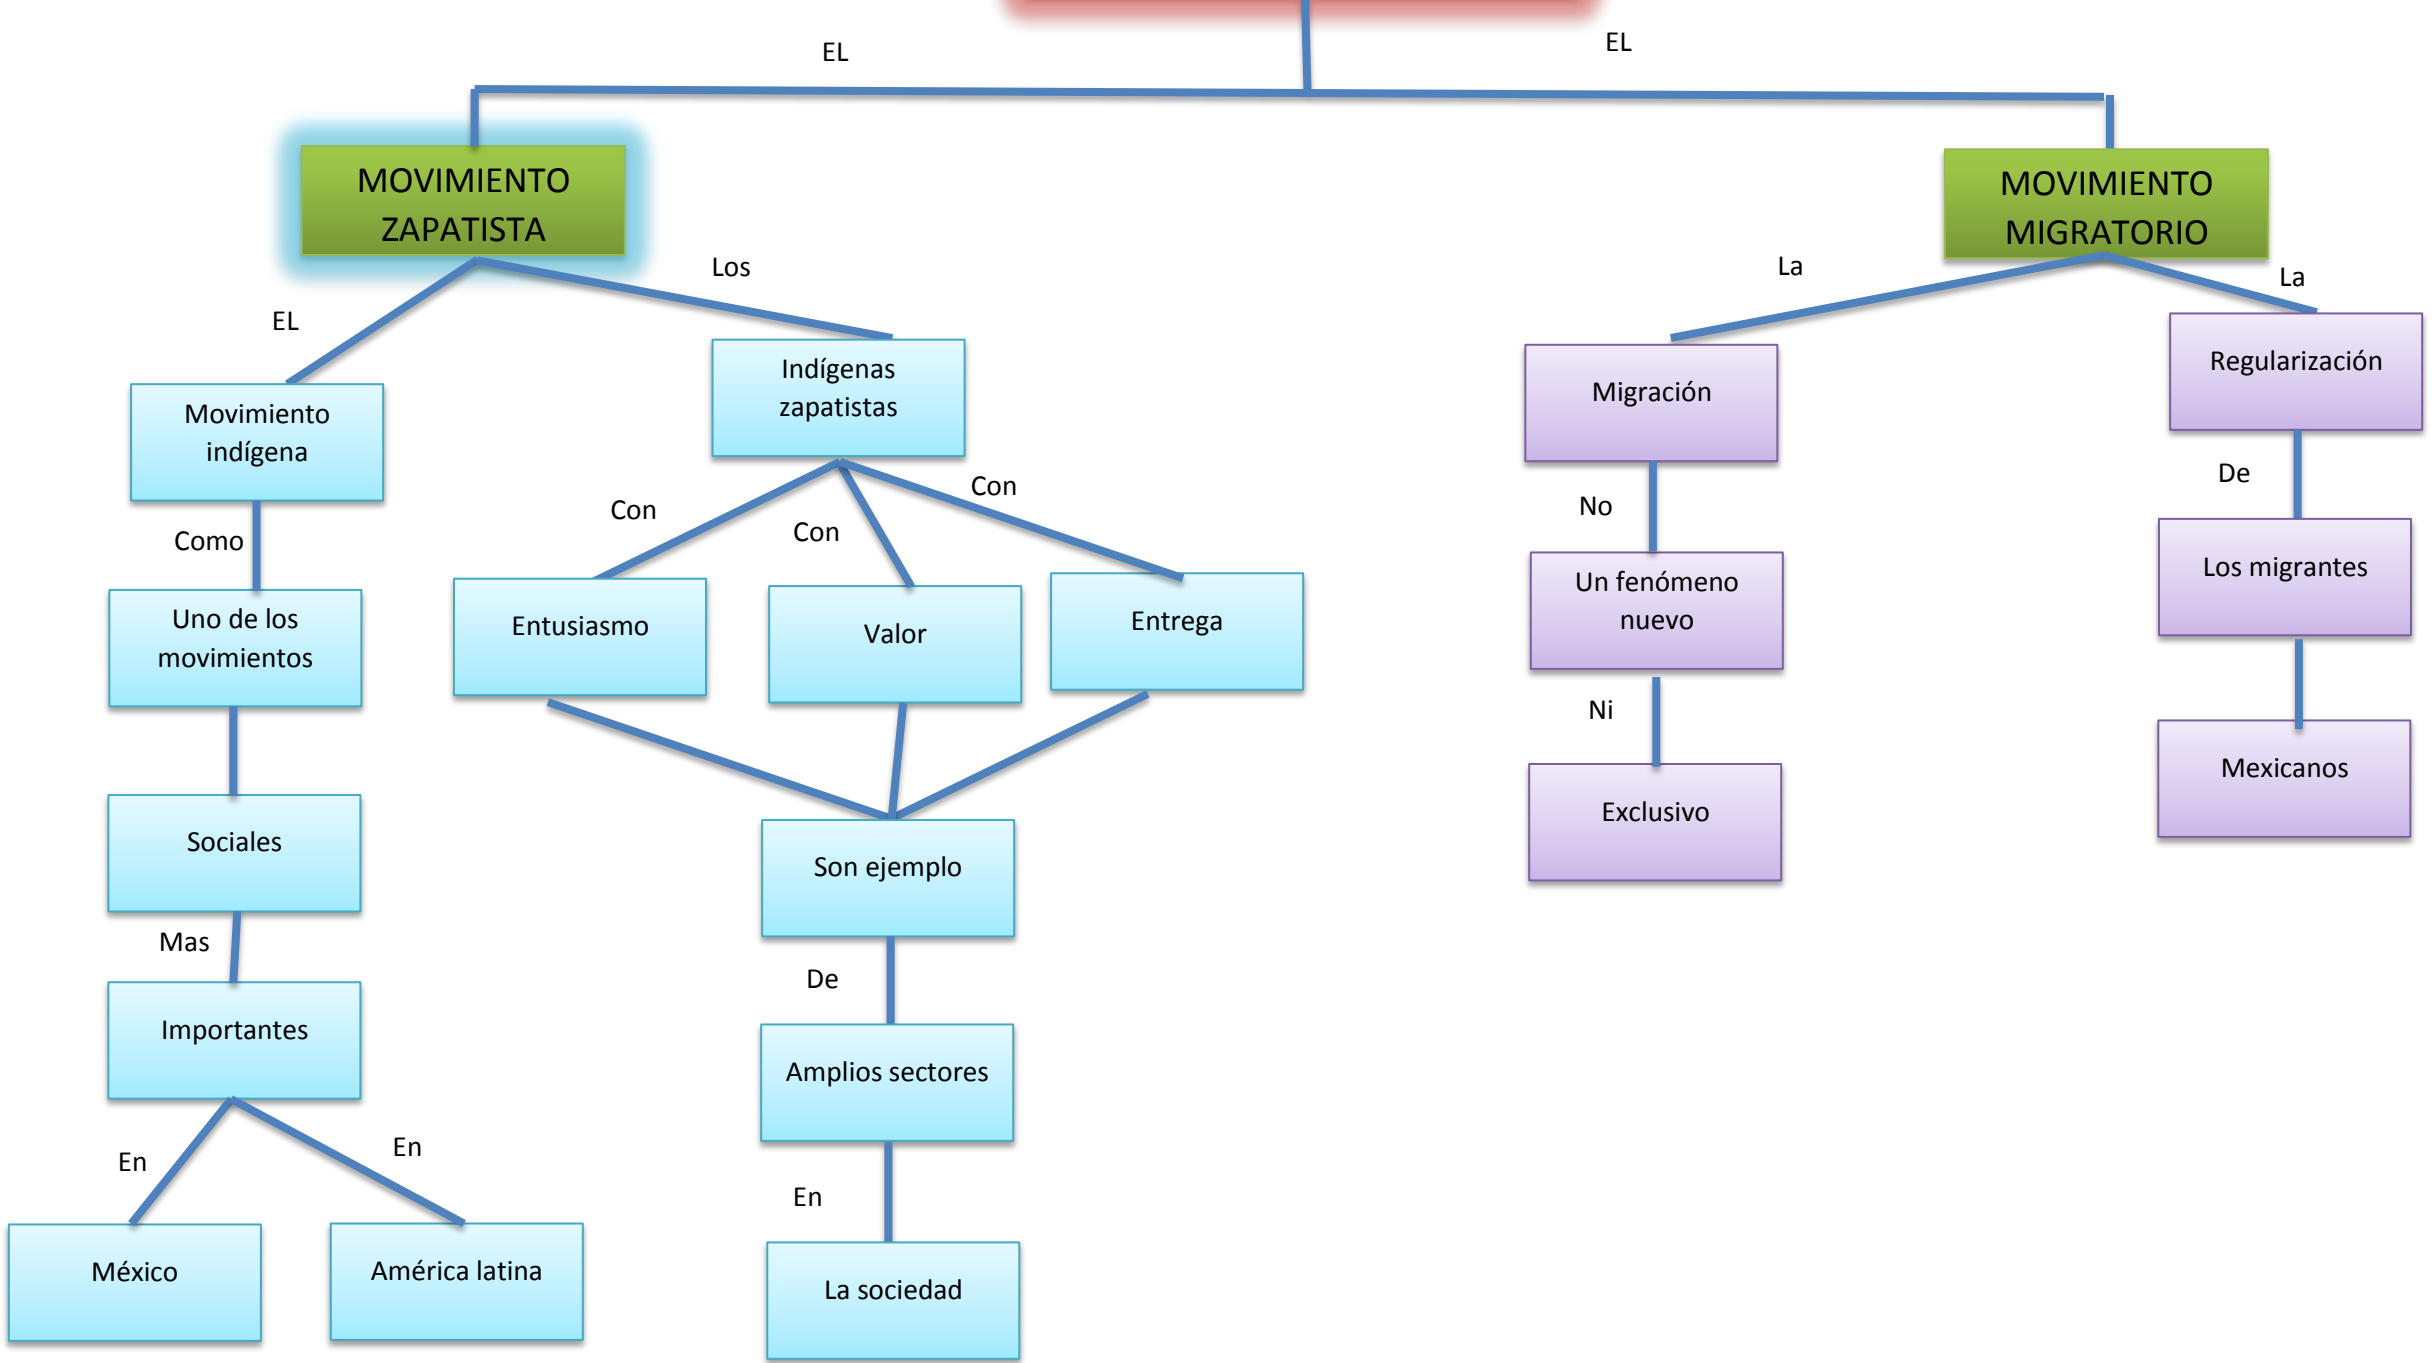 EL
EL
MOVIMIENTO
ZAPATISTA
MOVIMIENTO
MIGRATORIO
Los
EL
La
La
Movimiento
indígena
Indígenas
zapatistas
Migración
Regularización
Como
Con
Con
Con
No
De
Uno de los
movimientos
Entusiasmo
Valor
Entrega
Un fenómeno
nuevo
Los migrantes
Ni
Sociales
Son ejemplo
Exclusivo
Mexicanos
Mas
De
Importantes
Amplios sectores
En
En
En
México
América latina
La sociedad